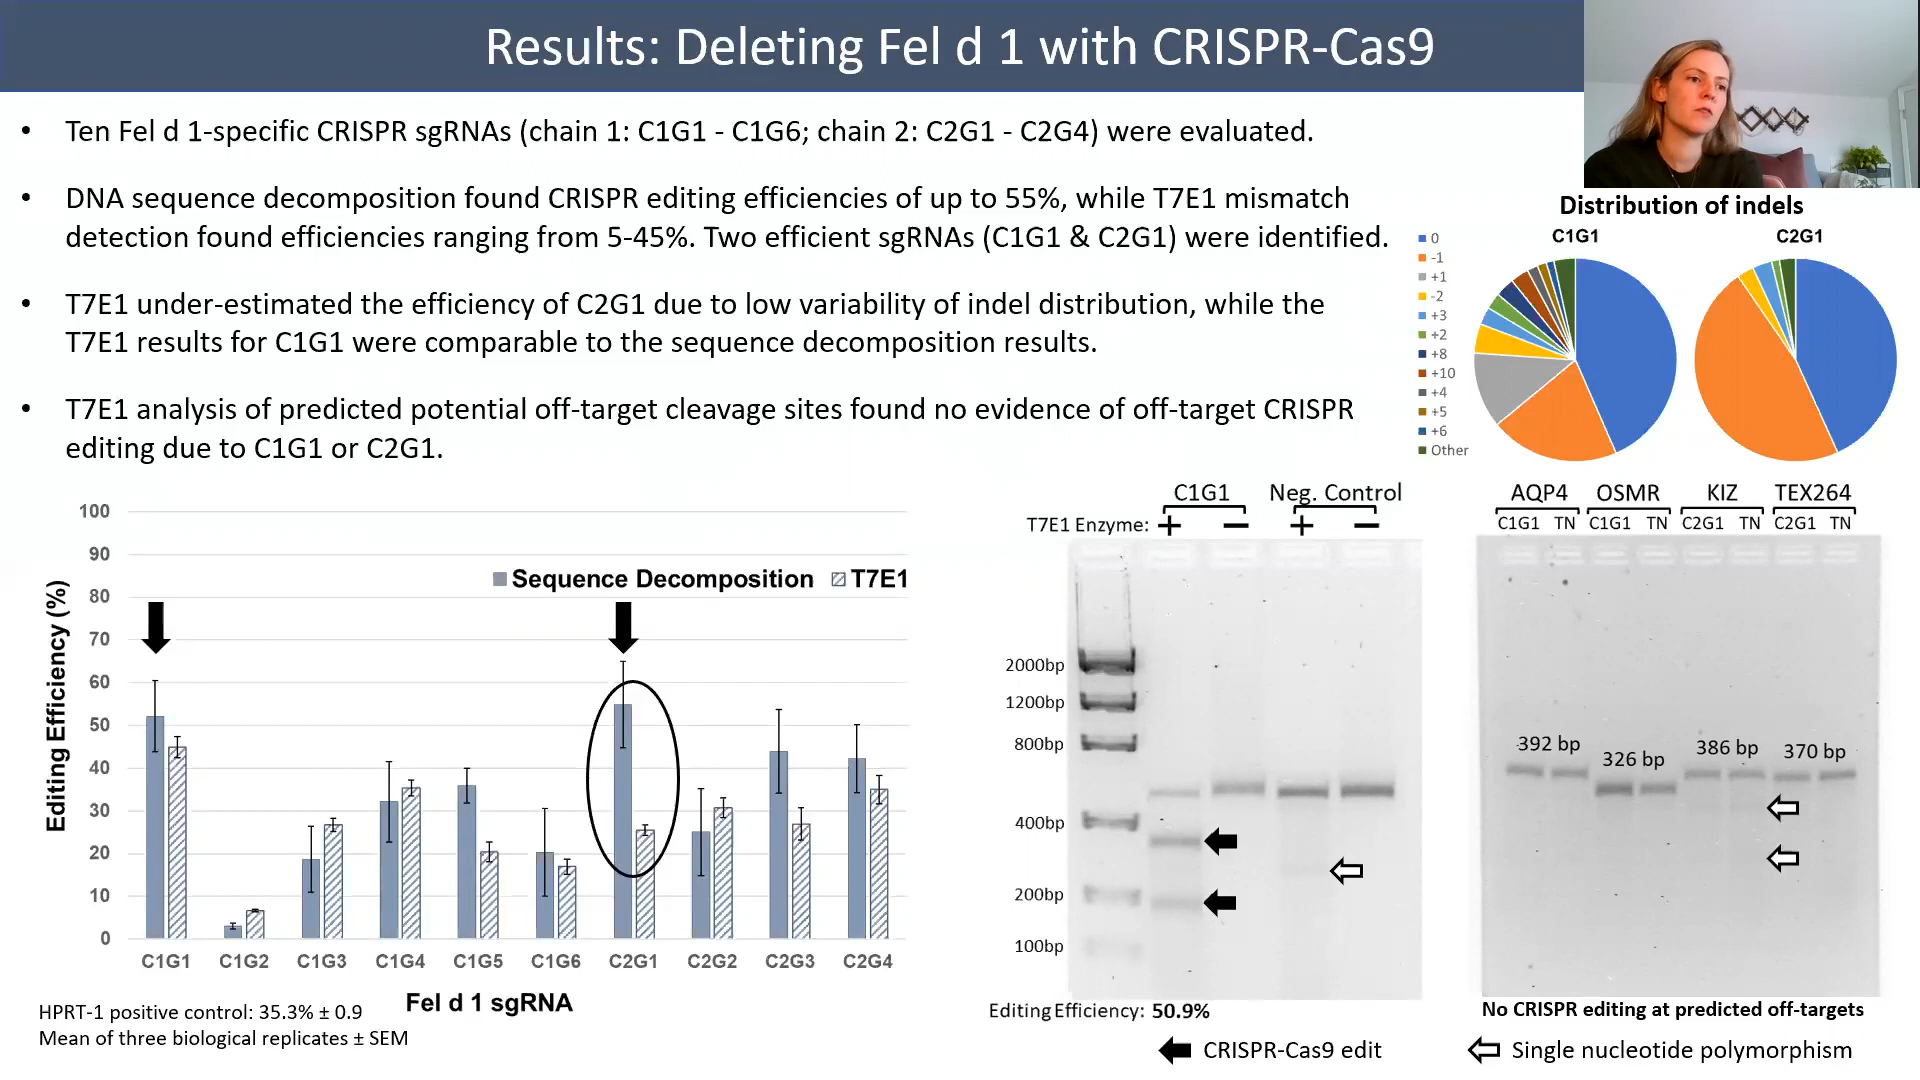 Results: Deleting Fel d 1 with CRISPR-Cas9
• Ten Fel d 1-specific CRISPR sgRNAs (chain 1: C1G1 - C1G6; chain 2: C2G1 - C2G4) were evaluated.
• DNA sequence decomposition found CRISPR editing efficiencies of up to 55%, while T7E1 mismatch
detection found efficiencies ranging from 5-45%. Two efficient sgRNAs (C1G1 & C2G1) were identified.
• T7E1 under-estimated the efficiency of C2G1 due to low variability of indel distribution, while the
T7E1 results for C1G1 were comparable to the sequence decomposition results.
• T7E1 analysis of predicted potential off-target cleavage sites found no evidence of off-target CRISPR
editing due to C1G1 or C2G1.
Distribution of indels
C1G1 C2G1
0
-1
+1
-2
+3
+2
+8
+10
+4
+5
+6
Other
Editing Efficiency (%)
100
90
80
70
60
50
40
30
20
10
0
Sequence Decomposition T7E1
C1G1 C1G2 C1G3 C1G4 C1G5 C1G6 C2G1 C2G2 C2G3 C2G4
Fel d 1 sgRNA
HPRT-1 positive control: 35.3% ± 0.9
Mean of three biological replicates ± SEM
C1G1 Neg. Control
T7E1 Enzyme: + − + −
2000bp
1200bp
800bp
400bp
200bp
100bp
Editing Efficiency: 50.9%
CRISPR-Cas9 edit
AQP4 OSMR KIZ TEX264
C1G1 TN C1G1 TN C2G1 TN C2G1 TN
392 bp 326 bp 386 bp 370 bp
No CRISPR editing at predicted off-targets
Single nucleotide polymorphism